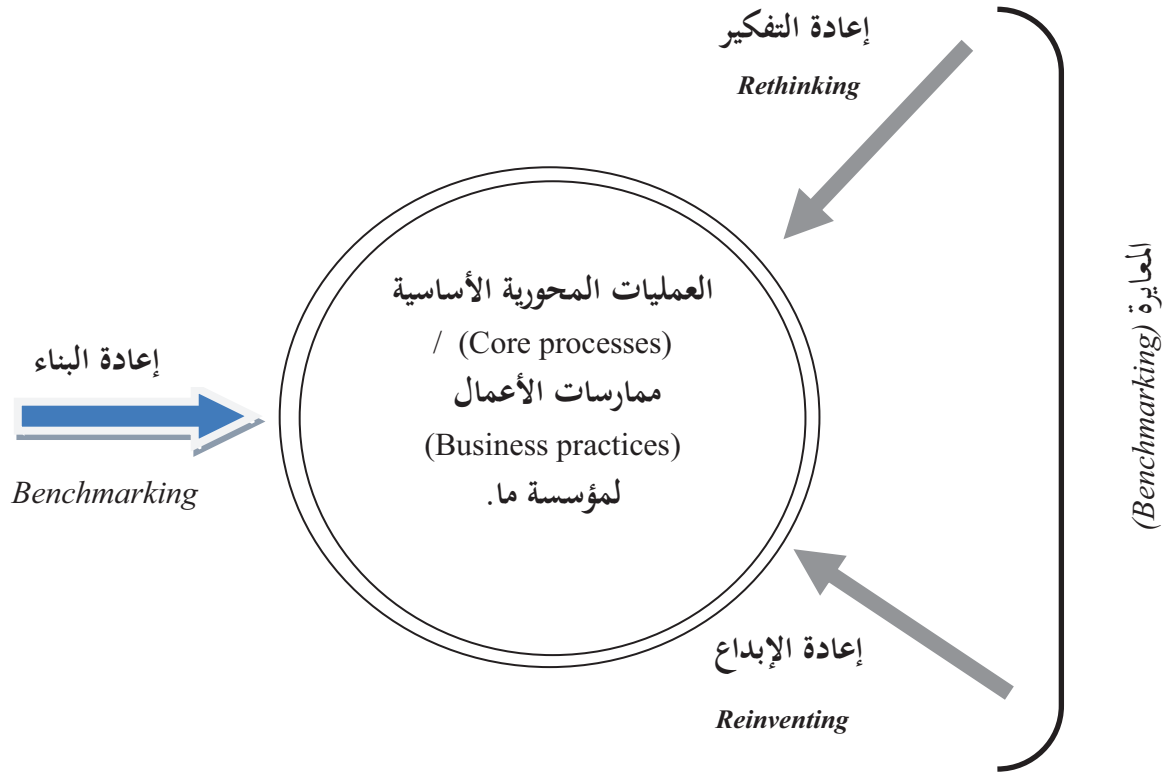 إعادة التفكير
Rethinking
العمليات المحورية الأساسية
/ (Core processes)
ممارسات الأعمال
(Business practices)
لمؤسسة ما.
إعادة البناء
Benchmarking
إعادة الإبداع
Reinventing
المعايرة (Benchmarking)